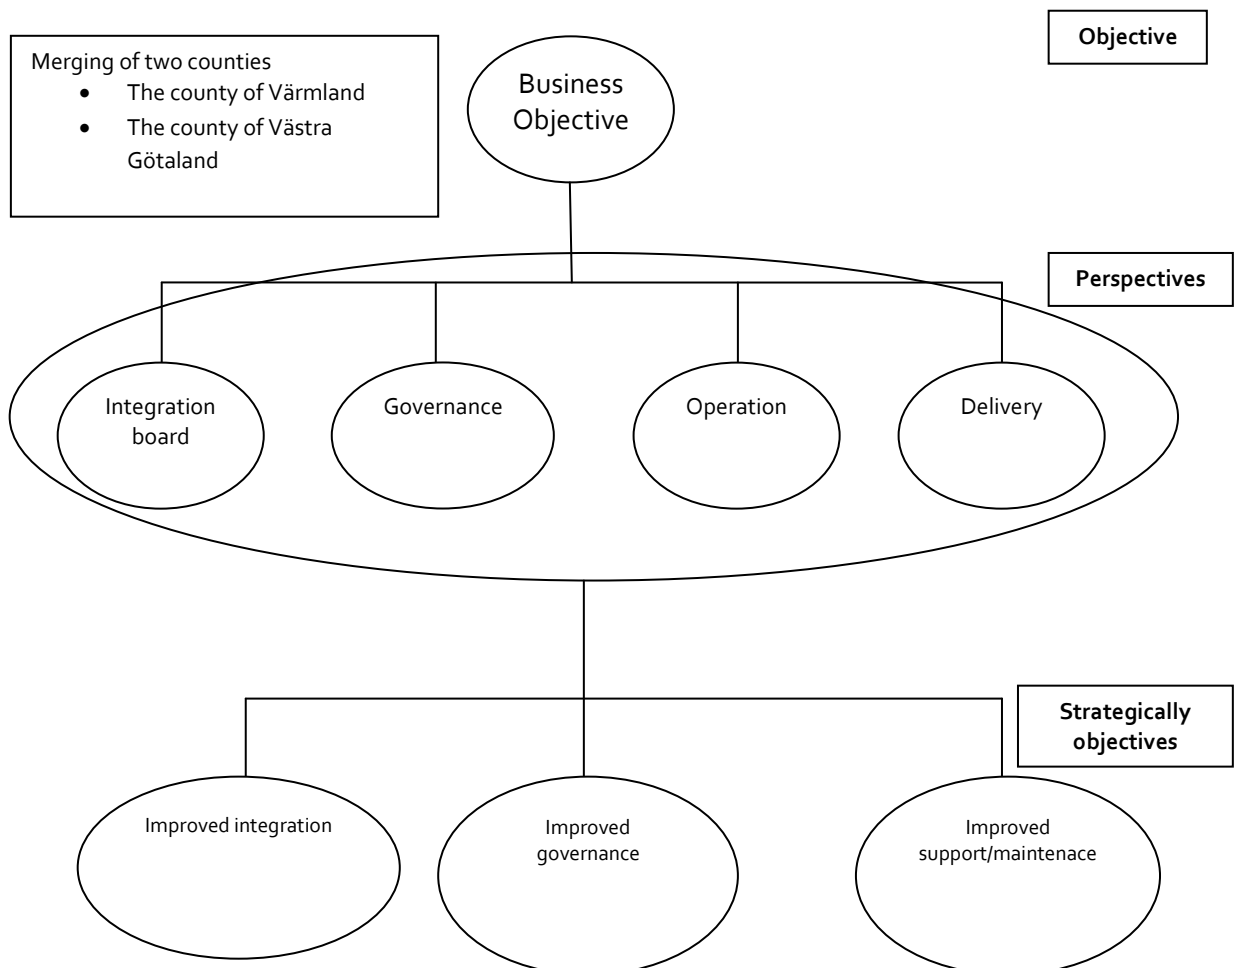 Objective
Merging of two counties
• The county of Värmland
• The county of Västra
Götaland
Business
Objective
Perspectives
Integration
board
Governance
Operation
Delivery
Strategically
objectives
Improved integration
Improved
governance
Improved
support/maintenace